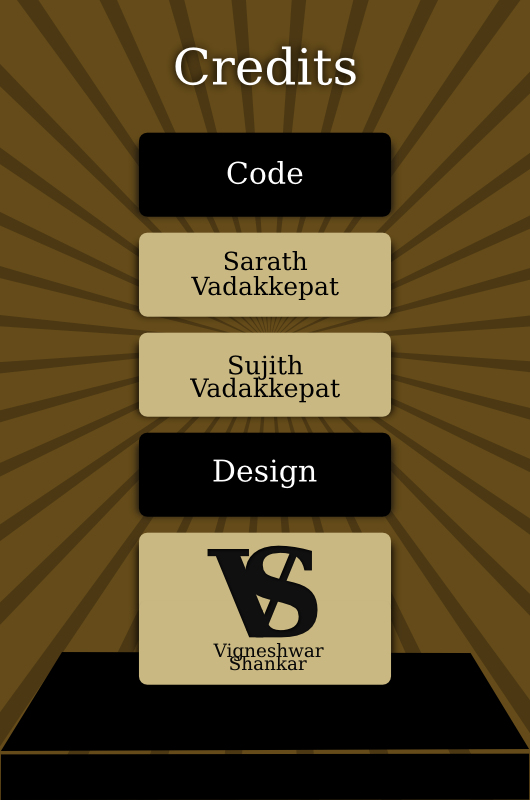 Credits
Code
Sarath
Vadakkepat
Sujith
Vadakkepat
Design
VS
Vigneshwar
Shankar